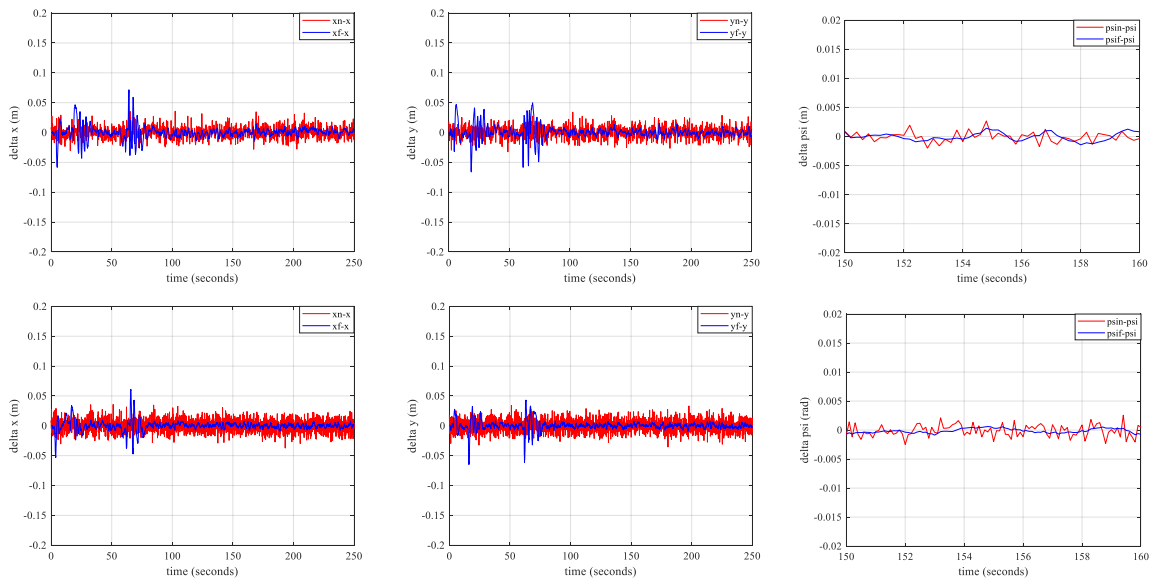 0.2
0.15
0.1
0.05
0
-0.05
-0.1
-0.15
-0.2
delta x (m)
0 50 100 150 200 250
time (seconds)
xn-x
xf-x
0.2
0.15
0.1
0.05
0
-0.05
-0.1
-0.15
-0.2
delta y (m)
0 50 100 150 200 250
time (seconds)
yn-y
yf-y
0.02
0.015
0.01
0.005
0
-0.005
-0.01
-0.015
-0.02
delta psi (m)
150 152 154 156 158 160
time (seconds)
psin-psi
psif-psi
0.2
0.15
0.1
0.05
0
-0.05
-0.1
-0.15
-0.2
delta x (m)
0 50 100 150 200 250
time (seconds)
xn-x
xf-x
0.2
0.15
0.1
0.05
0
-0.05
-0.1
-0.15
-0.2
delta y (m)
0 50 100 150 200 250
time (seconds)
yn-y
yf-y
0.02
0.015
0.01
0.005
0
-0.005
-0.01
-0.015
-0.02
delta psi (rad)
150 152 154 156 158 160
time (seconds)
psin-psi
psif-psi